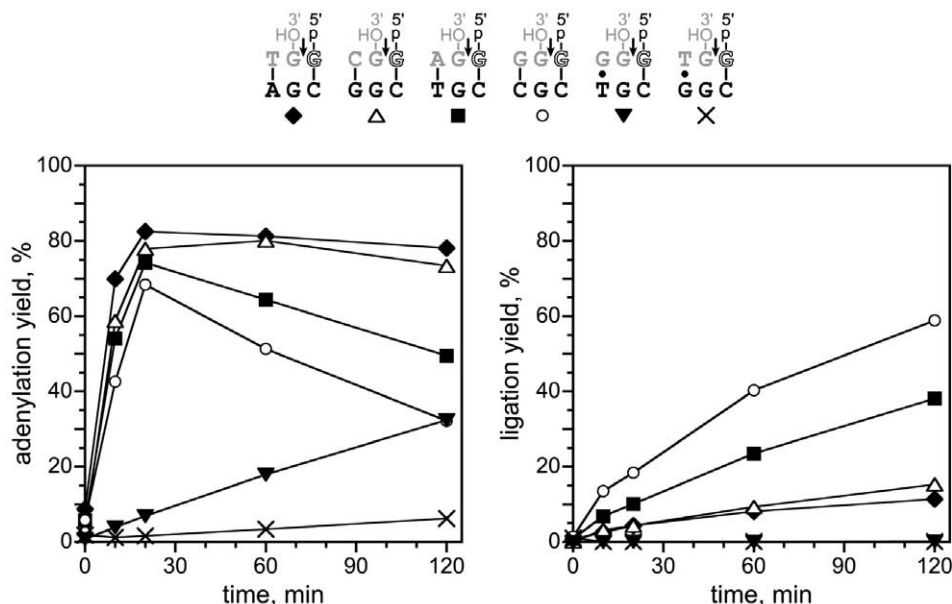 3' 5' 3' 5' 3' 5' 3' 5' 3' 5' 3' 5'
HO p HO p HO p HO p HO p HO p
T G G C G G A G G G G G G G G T G G
A G C G G C T G C C G C T G C G G C
100 100
80 80
60 60
40 40
20 20
0 0
0 30 60 90 120 0 30 60 90 120
adenylation yield, % ligation yield, %
time, min time, min